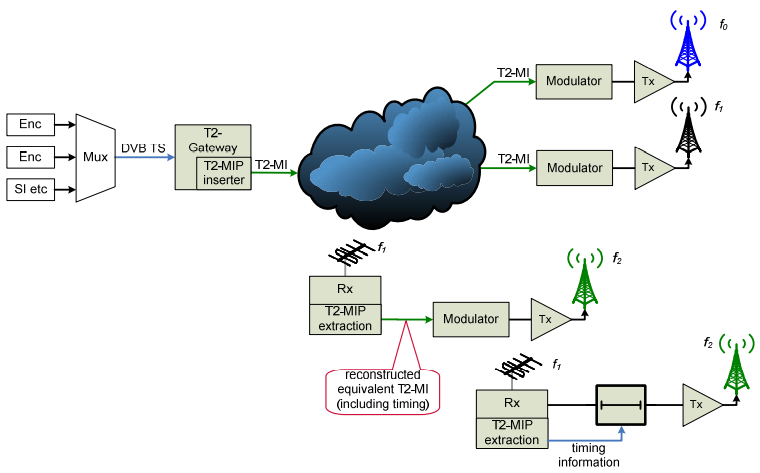 f0
T2-MI
Modulator
Tx
f1
Enc
Enc
SI etc
Mux
DVB TS
T2-
Gateway
T2-MIP
inserter
T2-MI
T2-MI
Modulator
Tx
f1
Rx
T2-MIP
extraction
Modulator
Tx
f2
reconstructed
equivalent T2-MI
(including timing)
f1
Rx
T2-MIP
extraction
timing
information
Tx
f2